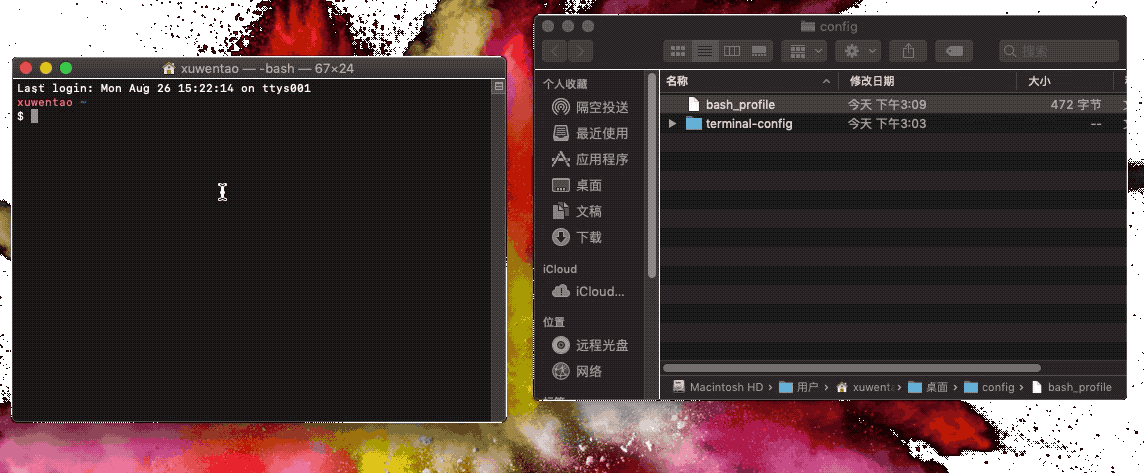 xuwentao — -bash — 67×24
Last login: Mon Aug 26 15:22:14 on ttys001
xuwentao ~
$
config
搜索
个人收藏
隔空投送
最近使用
应用程序
桌面
文稿
下载
iCloud
iCloud...
位置
远程光盘
网络
名称 修改日期 大小
bash_profile 今天 下午3:09 472 字节
terminal-config 今天 下午3:03 --
Macintosh HD › 用户 › xuwenta › 桌面 › config › bash_profile